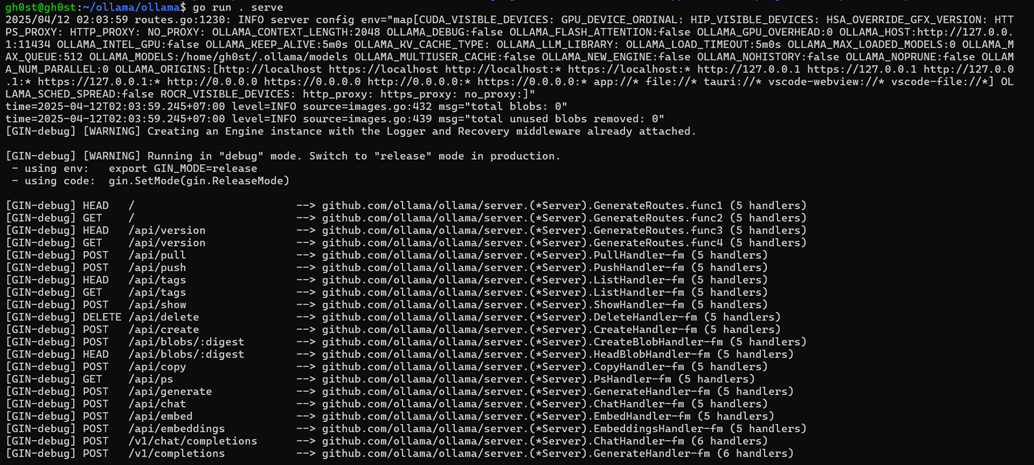 gh0st@gh0st:~/ollama/ollama$ go run . serve
2025/04/12 02:03:59 routes.go:1230: INFO server config env="map[CUDA_VISIBLE_DEVICES: GPU_DEVICE_ORDINAL: HIP_VISIBLE_DEVICES: HSA_OVERRIDE_GFX_VERSION: HTT
PS_PROXY: HTTP_PROXY: NO_PROXY: OLLAMA_CONTEXT_LENGTH:2048 OLLAMA_DEBUG:false OLLAMA_FLASH_ATTENTION:false OLLAMA_GPU_OVERHEAD:0 OLLAMA_HOST:http://127.0.0.
1:11434 OLLAMA_INTEL_GPU:false OLLAMA_KEEP_ALIVE:5m0s OLLAMA_KV_CACHE_TYPE: OLLAMA_LLM_LIBRARY: OLLAMA_LOAD_TIMEOUT:5m0s OLLAMA_MAX_LOADED_MODELS:0 OLLAMA_M
AX_QUEUE:512 OLLAMA_MODELS:/home/gh0st/.ollama/models OLLAMA_MULTIUSER_CACHE:false OLLAMA_NEW_ENGINE:false OLLAMA_NOHISTORY:false OLLAMA_NOPRUNE:false OLLAM
A_NUM_PARALLEL:0 OLLAMA_ORIGINS:[http://localhost https://localhost http://localhost:* https://localhost:* http://127.0.0.1 https://127.0.0.1 http://127.0.0
.1:* https://127.0.0.1:* http://0.0.0.0 https://0.0.0.0 http://0.0.0.0:* https://0.0.0.0:* app://* file://* tauri://* vscode-webview://* vscode-file://*] OL
LAMA_SCHED_SPREAD:false ROCR_VISIBLE_DEVICES: http_proxy: https_proxy: no_proxy:]"
time=2025-04-12T02:03:59.245+07:00 level=INFO source=images.go:432 msg="total blobs: 0"
time=2025-04-12T02:03:59.245+07:00 level=INFO source=images.go:439 msg="total unused blobs removed: 0"
[GIN-debug] [WARNING] Creating an Engine instance with the Logger and Recovery middleware already attached.
[GIN-debug] [WARNING] Running in "debug" mode. Switch to "release" mode in production.
- using env: export GIN_MODE=release
- using code: gin.SetMode(gin.ReleaseMode)
[GIN-debug] HEAD / --> github.com/ollama/ollama/server.(*Server).GenerateRoutes.func1 (5 handlers)
[GIN-debug] GET / --> github.com/ollama/ollama/server.(*Server).GenerateRoutes.func2 (5 handlers)
[GIN-debug] HEAD /api/version --> github.com/ollama/ollama/server.(*Server).GenerateRoutes.func3 (5 handlers)
[GIN-debug] GET /api/version --> github.com/ollama/ollama/server.(*Server).GenerateRoutes.func4 (5 handlers)
[GIN-debug] POST /api/pull --> github.com/ollama/ollama/server.(*Server).PullHandler-fm (5 handlers)
[GIN-debug] POST /api/push --> github.com/ollama/ollama/server.(*Server).PushHandler-fm (5 handlers)
[GIN-debug] HEAD /api/tags --> github.com/ollama/ollama/server.(*Server).ListHandler-fm (5 handlers)
[GIN-debug] GET /api/tags --> github.com/ollama/ollama/server.(*Server).ListHandler-fm (5 handlers)
[GIN-debug] POST /api/show --> github.com/ollama/ollama/server.(*Server).ShowHandler-fm (5 handlers)
[GIN-debug] DELETE /api/delete --> github.com/ollama/ollama/server.(*Server).DeleteHandler-fm (5 handlers)
[GIN-debug] POST /api/create --> github.com/ollama/ollama/server.(*Server).CreateHandler-fm (5 handlers)
[GIN-debug] POST /api/blobs/:digest --> github.com/ollama/ollama/server.(*Server).CreateBlobHandler-fm (5 handlers)
[GIN-debug] HEAD /api/blobs/:digest --> github.com/ollama/ollama/server.(*Server).HeadBlobHandler-fm (5 handlers)
[GIN-debug] POST /api/copy --> github.com/ollama/ollama/server.(*Server).CopyHandler-fm (5 handlers)
[GIN-debug] GET /api/ps --> github.com/ollama/ollama/server.(*Server).PsHandler-fm (5 handlers)
[GIN-debug] POST /api/generate --> github.com/ollama/ollama/server.(*Server).GenerateHandler-fm (5 handlers)
[GIN-debug] POST /api/chat --> github.com/ollama/ollama/server.(*Server).ChatHandler-fm (5 handlers)
[GIN-debug] POST /api/embed --> github.com/ollama/ollama/server.(*Server).EmbedHandler-fm (5 handlers)
[GIN-debug] POST /api/embeddings --> github.com/ollama/ollama/server.(*Server).EmbeddingsHandler-fm (5 handlers)
[GIN-debug] POST /v1/chat/completions --> github.com/ollama/ollama/server.(*Server).ChatHandler-fm (6 handlers)
[GIN-debug] POST /v1/completions --> github.com/ollama/ollama/server.(*Server).GenerateHandler-fm (6 handlers)